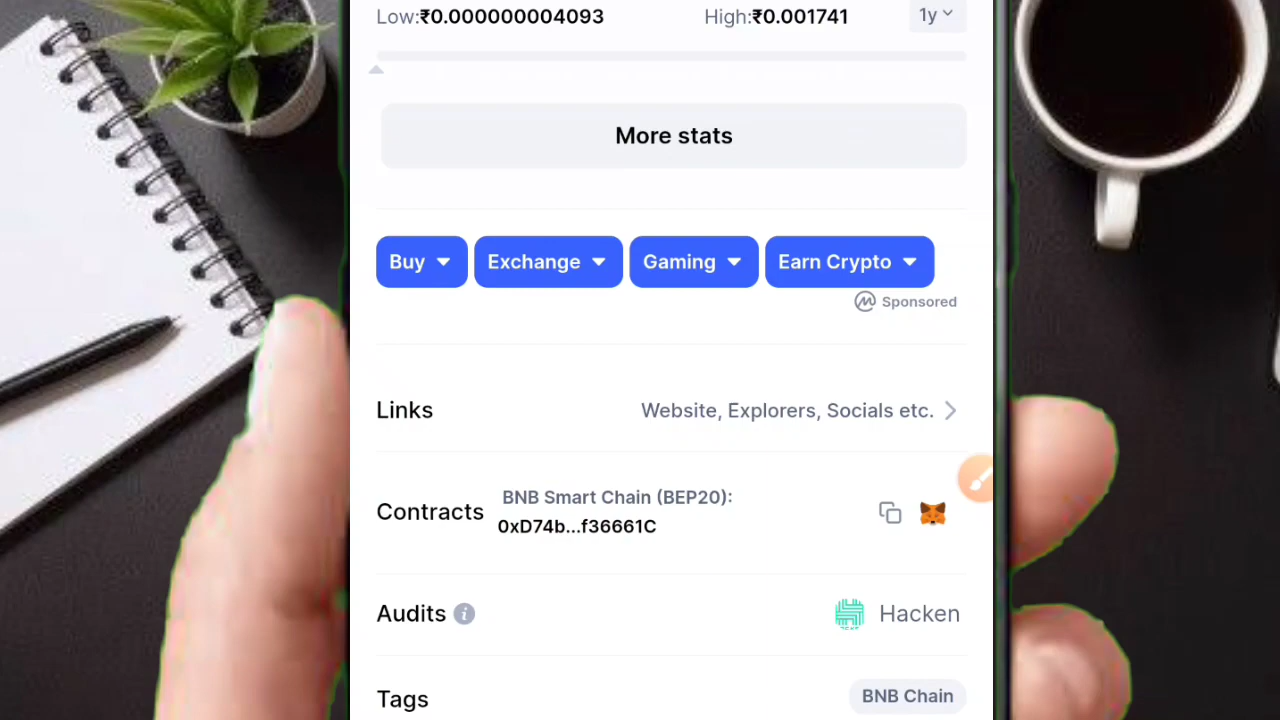 Low:₹0.000000004093 High:₹0.001741 1y
More stats
Buy Exchange Gaming Earn Crypto
Sponsored
Links Website, Explorers, Socials etc.
BNB Smart Chain (BEP20):
Contracts
0xD74b...f36661C
Audits Hacken
Tags BNB Chain